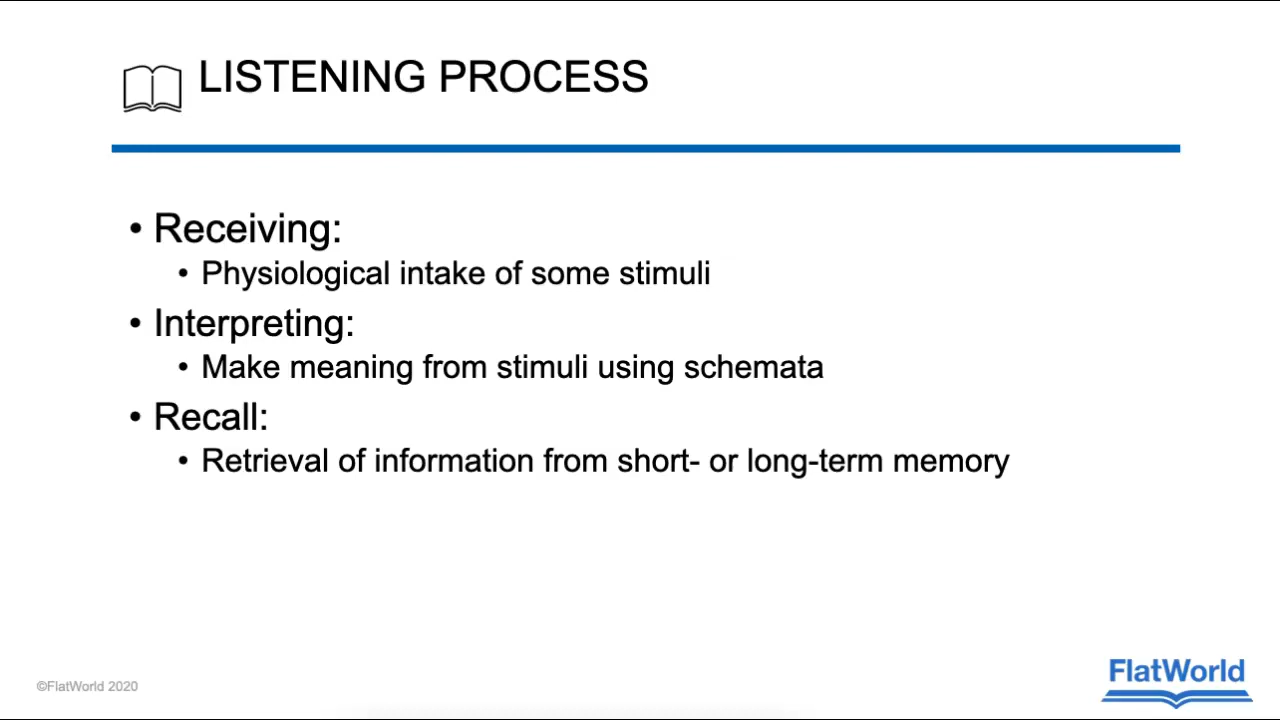 LISTENING PROCESS
• Receiving:
• Physiological intake of some stimuli
• Interpreting:
• Make meaning from stimuli using schemata
• Recall:
• Retrieval of information from short- or long-term memory
©FlatWorld 2020
FlatWorld